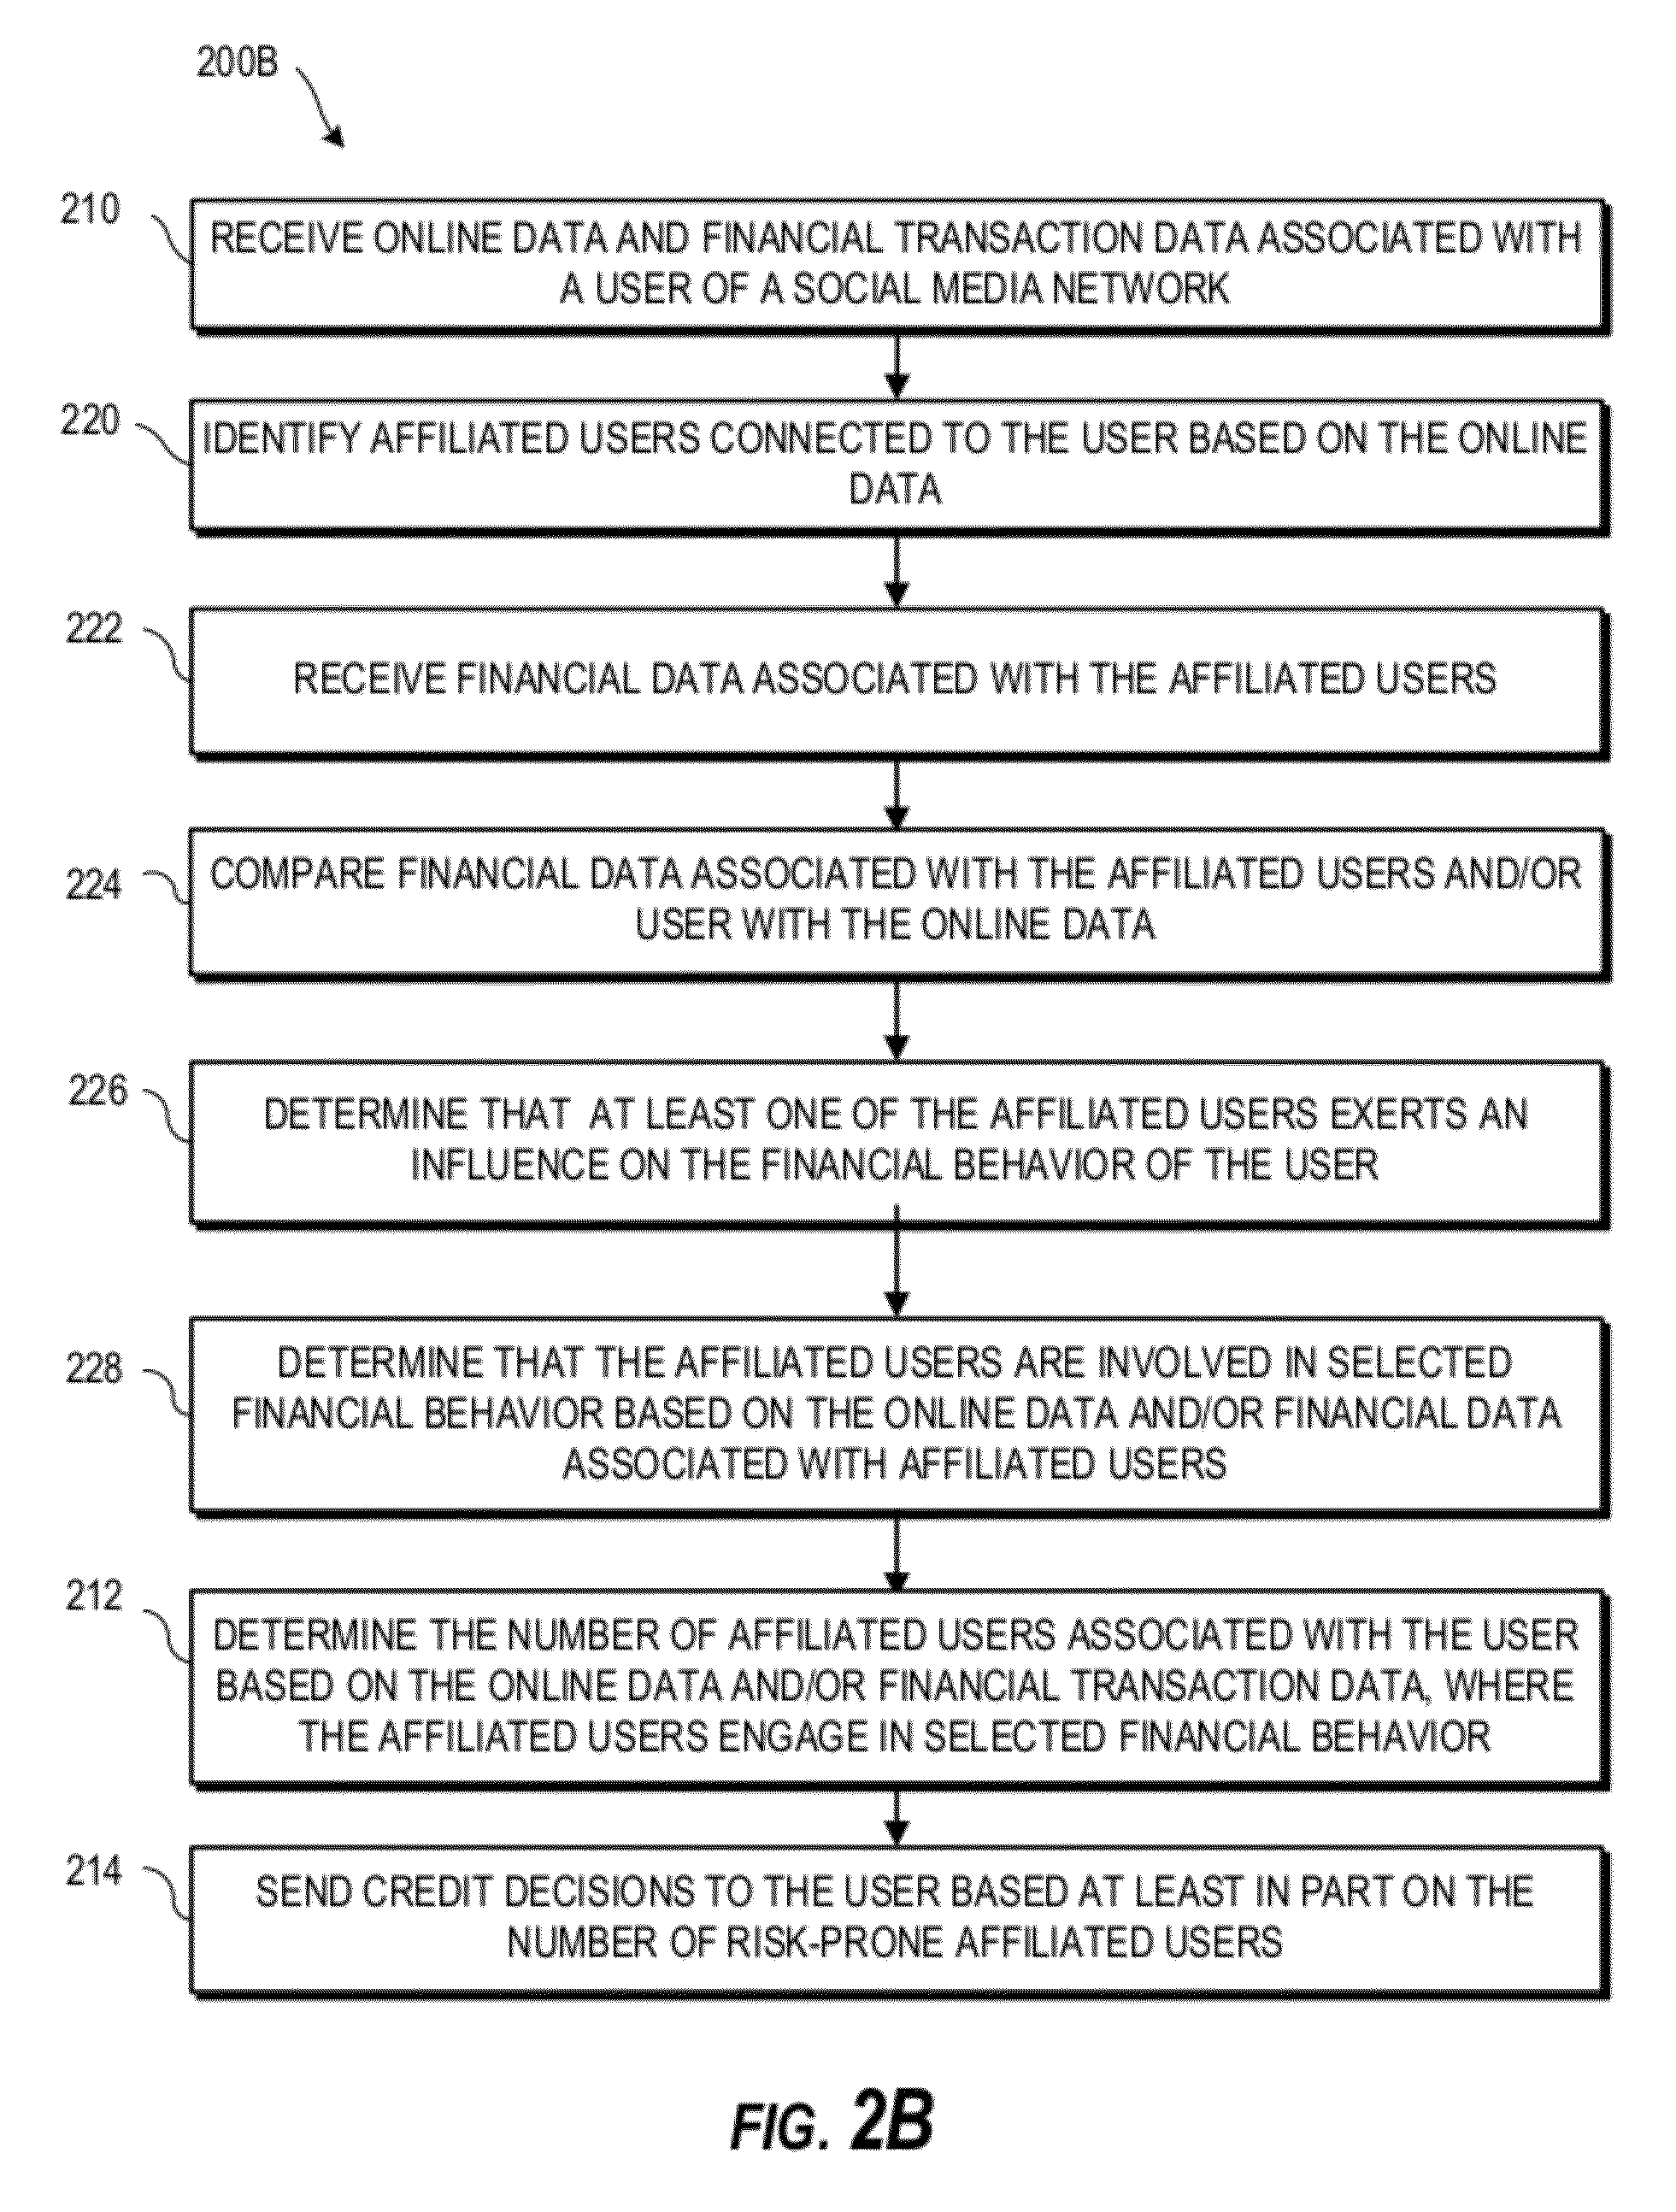 200B
210
RECEIVE ONLINE DATA AND FINANCIAL TRANSACTION DATA ASSOCIATED WITH
A USER OF A SOCIAL MEDIA NETWORK
220
IDENTIFY AFFILIATED USERS CONNECTED TO THE USER BASED ON THE ONLINE
DATA
222
RECEIVE FINANCIAL DATA ASSOCIATED WITH THE AFFILIATED USERS
224
COMPARE FINANCIAL DATA ASSOCIATED WITH THE AFFILIATED USERS AND/OR
USER WITH THE ONLINE DATA
226
DETERMINE THAT AT LEAST ONE OF THE AFFILIATED USERS EXERTS AN
INFLUENCE ON THE FINANCIAL BEHAVIOR OF THE USER
228
DETERMINE THAT THE AFFILIATED USERS ARE INVOLVED IN SELECTED
FINANCIAL BEHAVIOR BASED ON THE ONLINE DATA AND/OR FINANCIAL DATA
ASSOCIATED WITH AFFILIATED USERS
212
DETERMINE THE NUMBER OF AFFILIATED USERS ASSOCIATED WITH THE USER
BASED ON THE ONLINE DATA AND/OR FINANCIAL TRANSACTION DATA, WHERE
THE AFFILIATED USERS ENGAGE IN SELECTED FINANCIAL BEHAVIOR
214
SEND CREDIT DECISIONS TO THE USER BASED AT LEAST IN PART ON THE
NUMBER OF RISK-PRONE AFFILIATED USERS
FIG. 2B